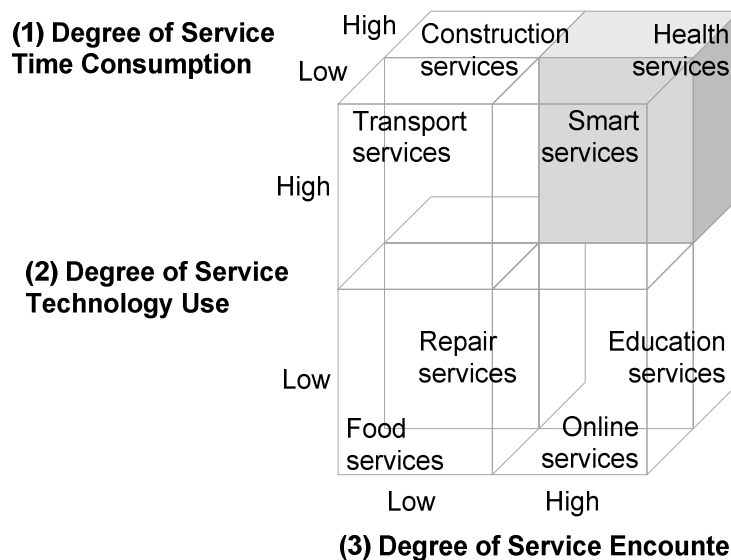 (1) Degree of Service
Time Consumption
High
Low
Construction
services
Health
services
Transport
services
Smart
services
High
(2) Degree of Service
Technology Use
Low
Repair
services
Education
services
Food
services
Online
services
Low
High
(3) Degree of Service Encounte